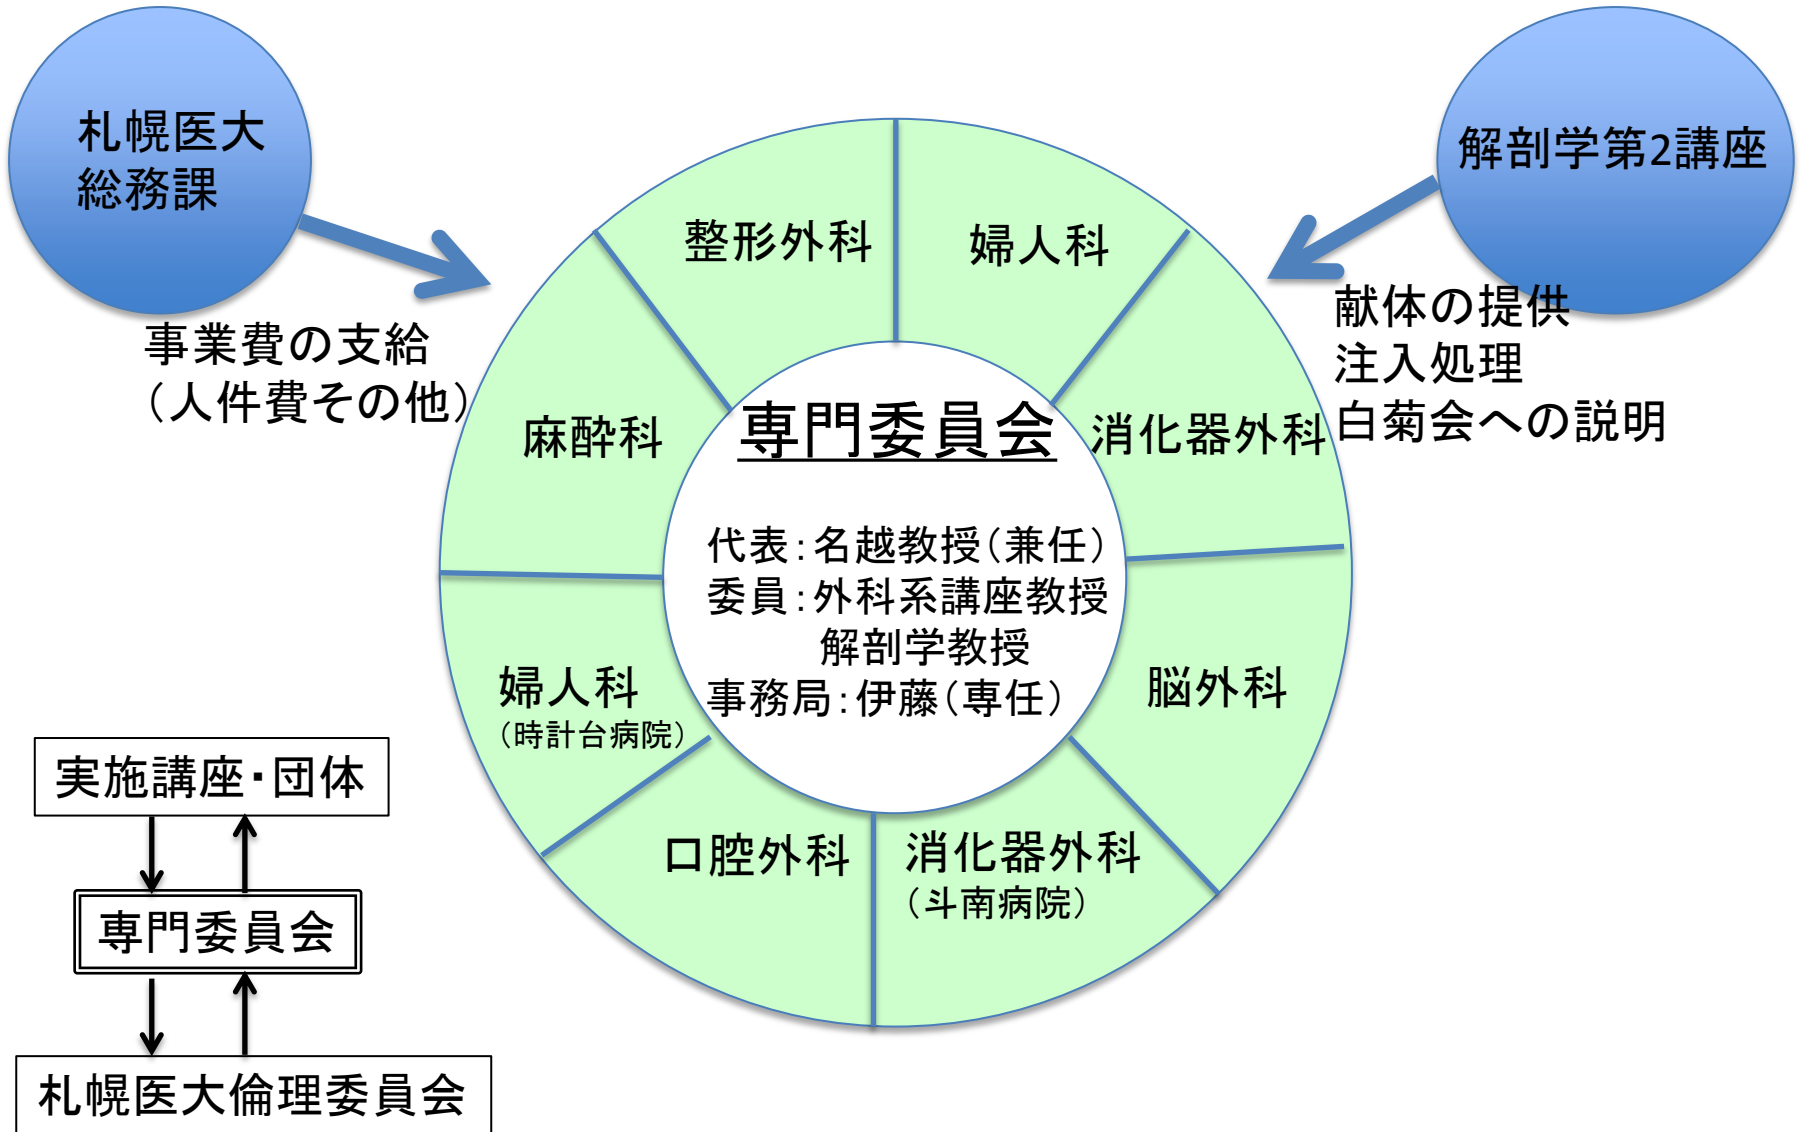 札幌医大
総務課
解剖学第2講座
事業費の支給
（人件費その他）
献体の提供
注入処理
白菊会への説明
整形外科
婦人科
麻酔科
消化器外科
専門委員会
代表：名越教授（兼任）
委員：外科系講座教授
解剖学教授
事務局：伊藤（専任）
婦人科
（時計台病院）
脳外科
口腔外科
消化器外科
（斗南病院）
実施講座・団体
専門委員会
札幌医大倫理委員会